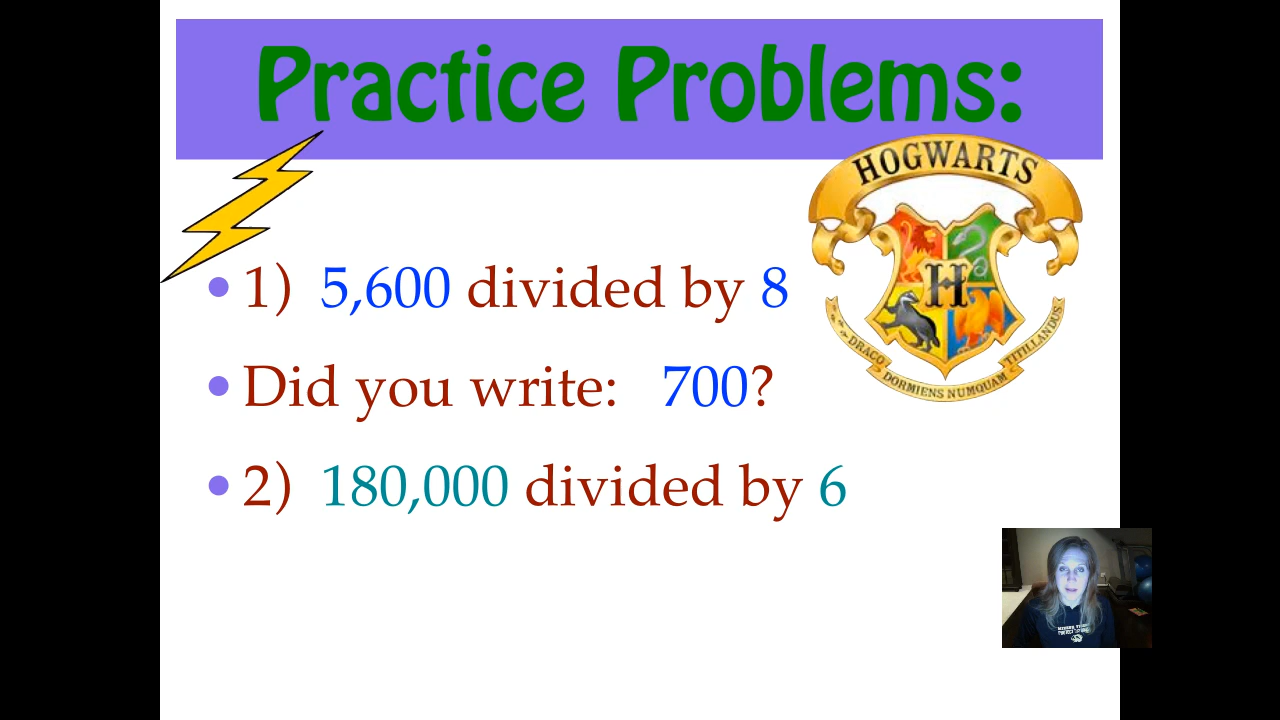 Practice Problems:
HOGWARTS
• 1) 5,600 divided by 8
H
• Did you write: 700?
DRACO DORMIENS NUMQUAM TITILLANDUS
• 2) 180,000 divided by 6